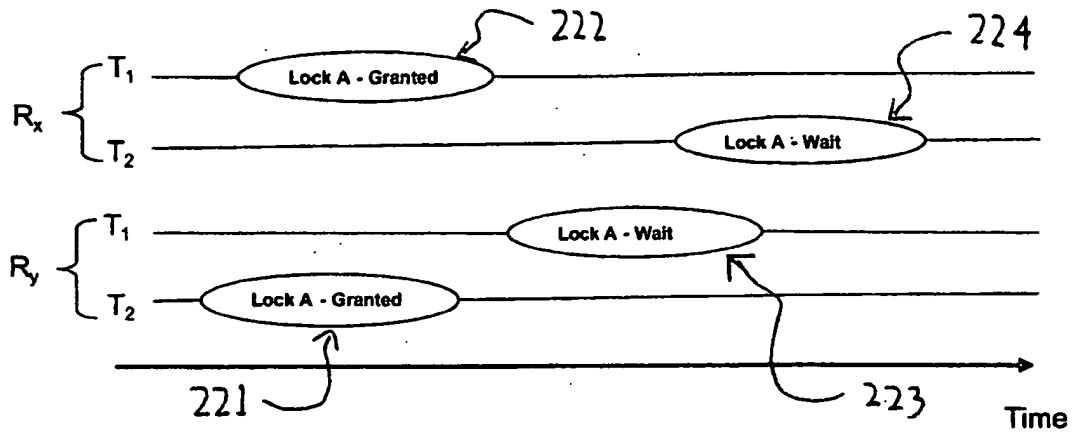 222
224
T1
Lock A - Granted
Rx
T2
Lock A - Wait
T1
Lock A - Wait
Ry
T2
Lock A - Granted
221
223
Time